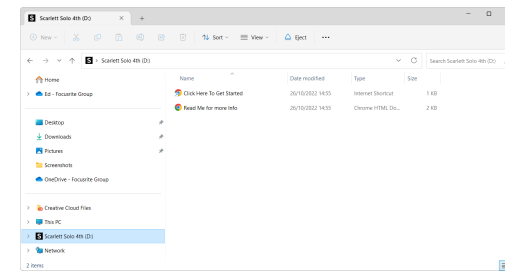 Scarlett Solo 4th (D:)
New
Sort
View
Eject
Scarlett Solo 4th (D:)
Search Scarlett Solo 4th (D:)
Home
Ed - Focusrite Group
Desktop
Downloads
Pictures
Screenshots
OneDrive - Focusrite Group
Creative Cloud Files
This PC
Scarlett Solo 4th (D:)
Network
Name Date modified Type Size
Click Here To Get Started 26/10/2022 14:55 Internet Shortcut 1 KB
Read Me for more info 26/10/2022 14:55 Chrome HTML Do... 2 KB
2 items